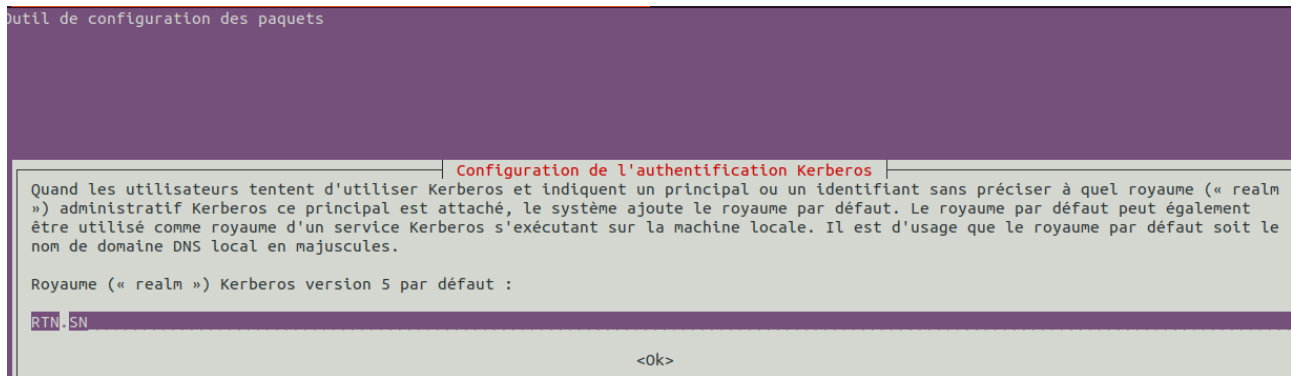 Outil de configuration des paquets
Configuration de l'authentification Kerberos
Quand les utilisateurs tentent d'utiliser Kerberos et indiquent un principal ou un identifiant sans préciser à quel royaume (« realm
») administratif Kerberos ce principal est attaché, le système ajoute le royaume par défaut. Le royaume par défaut peut également
être utilisé comme royaume d'un service Kerberos s'exécutant sur la machine locale. Il est d'usage que le royaume par défaut soit le
nom de domaine DNS local en majuscules.
Royaume (« realm ») Kerberos version 5 par défaut :
RTN.SN
<Ok>